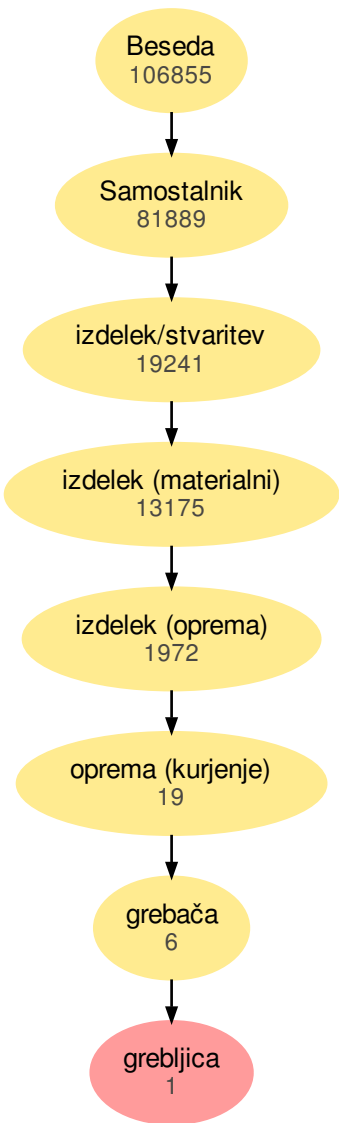 Beseda
106855
Samostalnik
81889
izdelek/stvaritev
19241
izdelek (materialni)
13175
izdelek (oprema)
1972
oprema (kurjenje)
19
grebača
6
grebljica
1